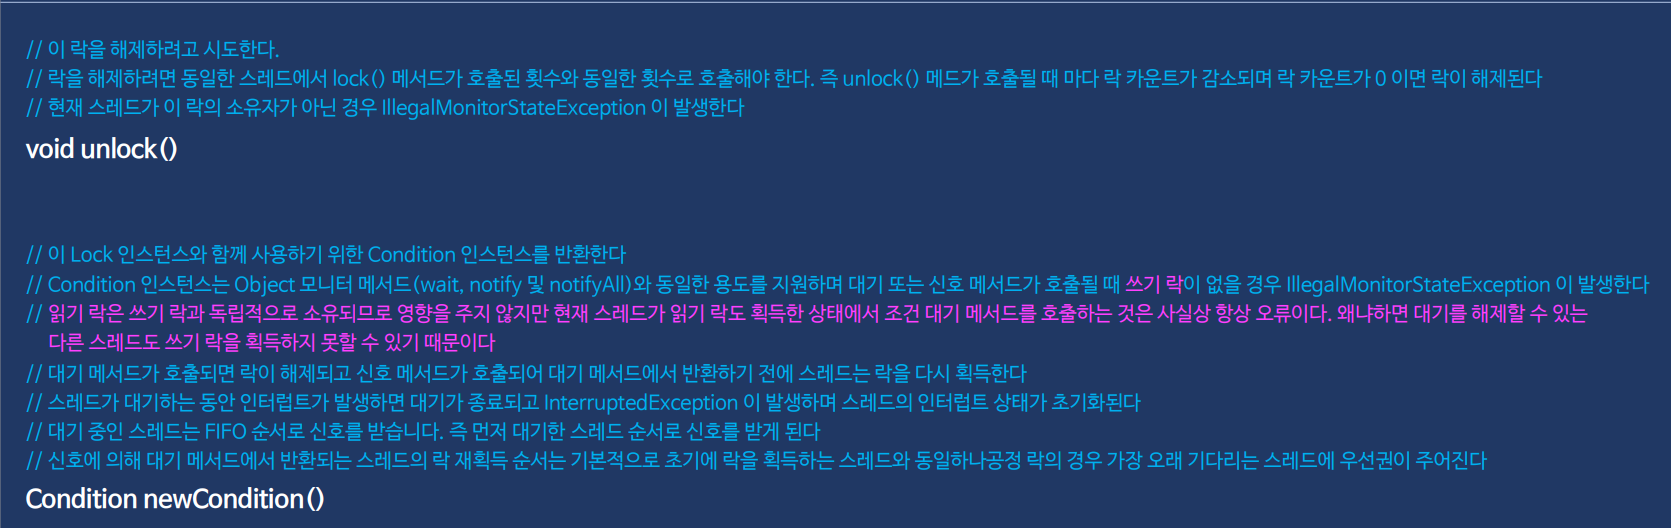 // 이 락을 해제하려고 시도한다.
// 락을 해제하려면 동일한 스레드에서 lock() 메서드가 호출된 횟수와 동일한 횟수로 호출해야 한다. 즉 unlock() 메드가 호출될 때 마다 락 카운트가 감소되며 락 카운트가 0 이면 락이 해제된다
// 현재 스레드가 이 락의 소유자가 아닌 경우 IllegalMonitorStateException 이 발생한다
void unlock()
// 이 Lock 인스턴스와 함께 사용하기 위한 Condition 인스턴스를 반환한다
// Condition 인스턴스는 Object 모니터 메서드(wait, notify 및 notifyAll)와 동일한 용도를 지원하며 대기 또는 신호 메서드가 호출될 때 쓰기 락이 없을 경우 IllegalMonitorStateException 이 발생한다
// 읽기 락은 쓰기 락과 독립적으로 소유되므로 영향을 주지 않지만 현재 스레드가 읽기 락도 획득한 상태에서 조건 대기 메서드를 호출하는 것은 사실상 항상 오류이다. 왜냐하면 대기를 해제할 수 있는
다른 스레드도 쓰기 락을 획득하지 못할 수 있기 때문이다
// 대기 메서드가 호출되면 락이 해제되고 신호 메서드가 호출되어 대기 메서드에서 반환하기 전에 스레드는 락을 다시 획득한다
// 스레드가 대기하는 동안 인터럽트가 발생하면 대기가 종료되고 InterruptedException 이 발생하며 스레드의 인터럽트 상태가 초기화된다
// 대기 중인 스레드는 FIFO 순서로 신호를 받습니다. 즉 먼저 대기한 스레드 순서로 신호를 받게 된다
// 신호에 의해 대기 메서드에서 반환되는 스레드의 락 재획득 순서는 기본적으로 초기에 락을 획득하는 스레드와 동일하나공정 락의 경우 가장 오래 기다리는 스레드에 우선권이 주어진다
Condition newCondition()